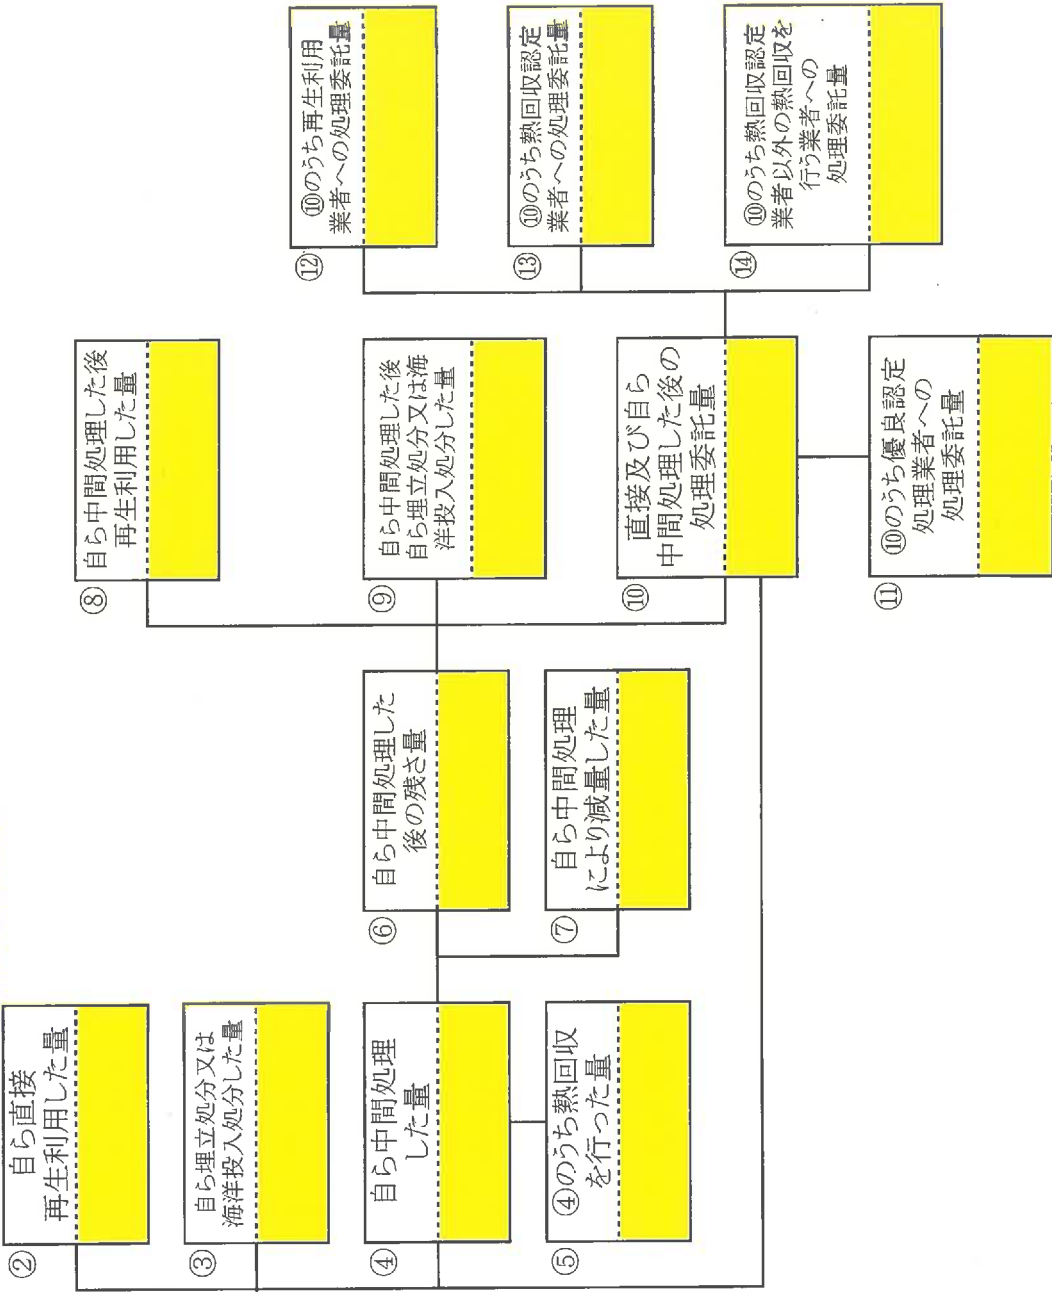 ②
自ら直接
再生利用した量
③
自ら埋立処分又は
海洋投入処分した量
④
自ら中間処理
した量
⑤
④のうち熱回収
を行った量
⑥
自ら中間処理した
後の残さ量
⑦
自ら中間処理
により減量した量
⑧
自ら中間処理した後
再生利用した量
⑨
自ら中間処理した後
自ら埋立処分又は海
洋投入処分した量
⑩
直接及び自ら
中間処理した後の
処理委託量
⑪
⑩のうち優良認定
処理業者への
処理委託量
⑫
⑩のうち再生利用
業者への処理委託量
⑬
⑩のうち熱回収認定
業者への処理委託量
⑭
⑩のうち熱回収認定
業者以外の熱回収を
行う業者への
処理委託量